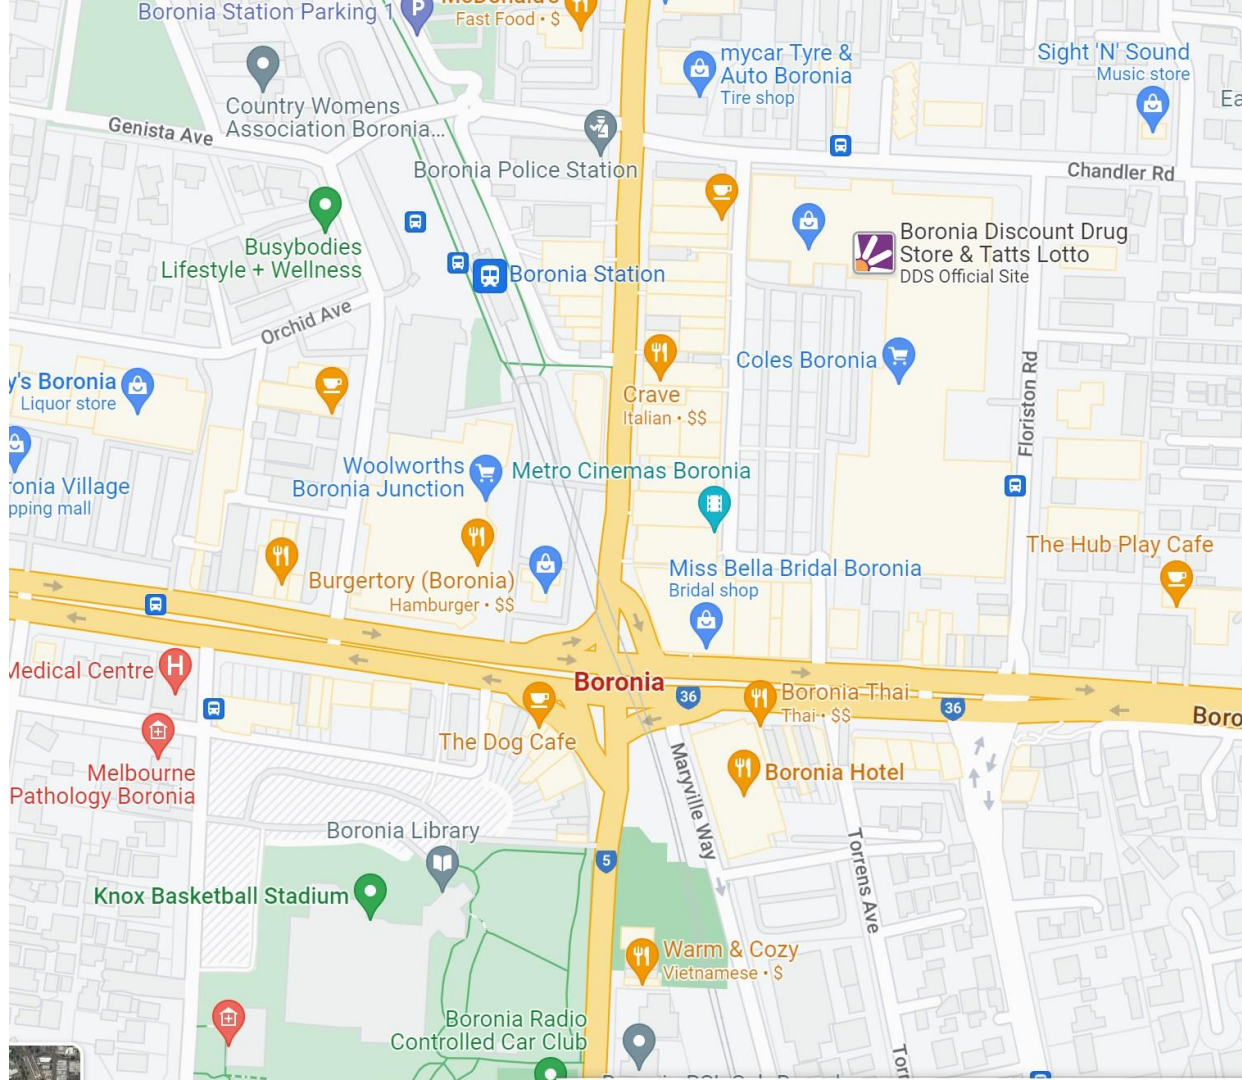 Boronia Station Parking 1
McDonald's
Fast Food • $
P
mycar Tyre &
Auto Boronia
Tire shop
Sight 'N' Sound
Music store
Country Womens
Association Boronia...
Genista Ave
Boronia Police Station
Chandler Rd
Busybodies
Lifestyle + Wellness
Boronia Discount Drug
Store & Tatts Lotto
DDS Official Site
Boronia Station
Orchid Ave
y's Boronia
Liquor store
Crave
Italian • $$
Coles Boronia
Floriston Rd
Woolworths
Boronia Junction
Metro Cinemas Boronia
ronia Village
pping mall
The Hub Play Cafe
Burgertory (Boronia)
Hamburger • $$
Miss Bella Bridal Boronia
Bridal shop
Medical Centre
H
Boronia
36
Boronia Thai
Thai • $$
36
Boro
The Dog Cafe
Melbourne
Pathology Boronia
Maryville Way
Boronia Hotel
Boronia Library
5
Torrens Ave
Knox Basketball Stadium
Warm & Cozy
Vietnamese • $
Boronia Radio
Controlled Car Club
Torr